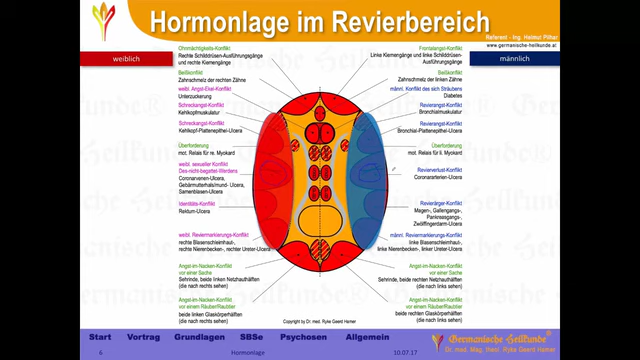 Hormonlage im Revierbereich
Referent - Ing. Helmut Pilhar
www.germanische-heilkunde.at
weiblich
männlich
Ohnmächtigkeits-Konflikt
Rechte Schilddrüsen-Ausführungsgänge
und rechte Kiemengänge
Beißkonflikt
Zahnschmelz der rechten Zähne
weibl. Angst-Ekel-Konflikt
Unterzuckerung
Schreckangst-Konflikt
Kehlkopfmuskulatur
Schreckangst-Konflikt
Kehlkopf-Plattenepithel-Ulcera
Überforderung
mot. Relais für re. Myokard
weibl. sexueller Konflikt
Des-nicht-begattet-Werdens
Coronarvenen-Ulcera,
Gebärmutterhals/mund- Ulcera,
Samenblasen-Ulcera
Identitäts-Konflikt
Rektum-Ulcera
weibl. Reviermarkierungs-Konflikt
rechte Blasenschleimhaut-,
rechte Nierenbecken-, rechter Ureter-Ulcera
Angst-im-Nacken-Konflikt
vor einer Sache
Sehrinde, beide linken Netzhauthälften
(die nach rechts sehen)
Angst-im-Nacken-Konflikt
vor einem Räuber/Raubtier
beide linken Glaskörperhälften
(die nach rechts sehen)
Frontalangst-Konflikt
Linke Kiemengänge und linke Schilddrüsen-
Ausführungsgänge
Beißkonflikt
Zahnschmelz der linken Zähne
männl. Konflikt des sich Sträubens
Diabetes
Revierangst-Konflikt
Bronchialmuskulatur
Revierangst-Konflikt
Bronchial-Plattenepithel-Ulcera
Überforderung
mot. Relais für li. Myokard
Revierverlust-Konflikt
Coronararterien-Ulcera
Revierärger-Konflikt
Magen-, Gallengangs-,
Pankreasgangs-,
Zwölffingerdarm-Ulcera
männl. Reviermarkierungs-Konflikt
linke Blasenschleimhaut-,
linke Nierenbecken-, linker Ureter-Ulcera
Angst-im-Nacken-Konflikt
vor einer Sache
Sehrinde, beide rechten Netzhauthälften
(die nach links sehen)
Angst-im-Nacken-Konflikt
vor einem Räuber/Raubtier
beide rechten Glaskörperhälften
(die nach links sehen)
Copyright by Dr. med. Ryke Geerd Hamer
Start Vortrag Grundlagen SBSe Psychosen Allgemein
Germanische Heilkunde®
Dr. med. Mag. theol. Ryke Geerd Hamer
6 Hormonlage 10.07.17